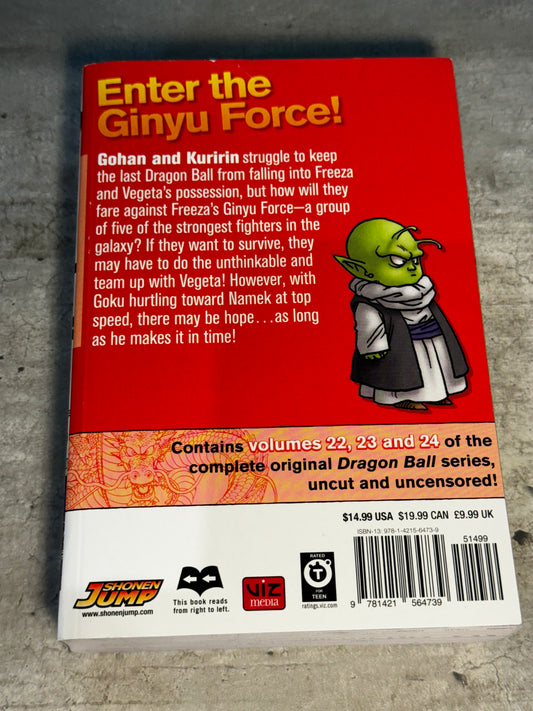 Enter the
Ginyu Force!
Gohan and Kuririn struggle to keep
the last Dragon Ball from falling into Freeza
and Vegeta's possession, but how will they
fare against Freeza's Ginyu Force—a group
of five of the strongest fighters in the
galaxy? If they want to survive, they
may have to do the unthinkable and
team up with Vegeta! However, with
Goku hurtling toward Namek at top
speed, there may be hope...as long
as he makes it in time!
Contains volumes 22, 23 and 24 of the
complete original Dragon Ball series,
uncut and uncensored!
$14.99 USA $19.99 CAN £9.99 UK
ISBN-13: 978-1-4215-6473-9
51499
9 781421 564739
SHONEN
JUMP
www.shonenjump.com
This book reads
from right to left.
VIZ
MEDIA
RATED
T
FOR
TEEN
ratings.viz.com